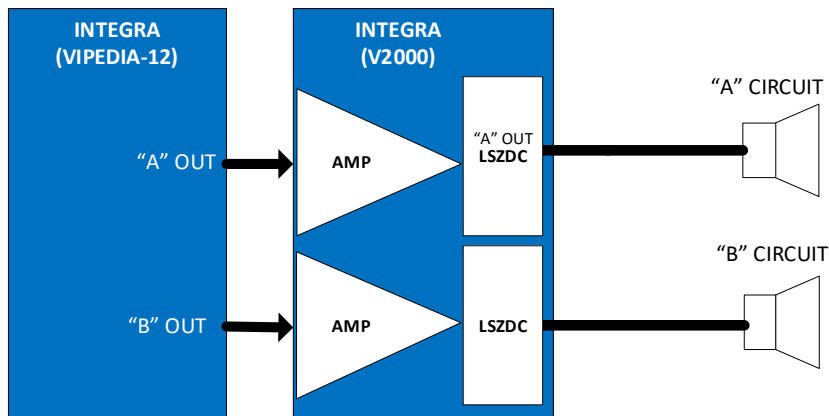 INTEGRA
(VIPEDIA-12)
INTEGRA
(V2000)
“A” CIRCUIT
“A” OUT
“A” OUT
AMP
LSZDC
“B” CIRCUIT
“B” OUT
AMP
LSZDC